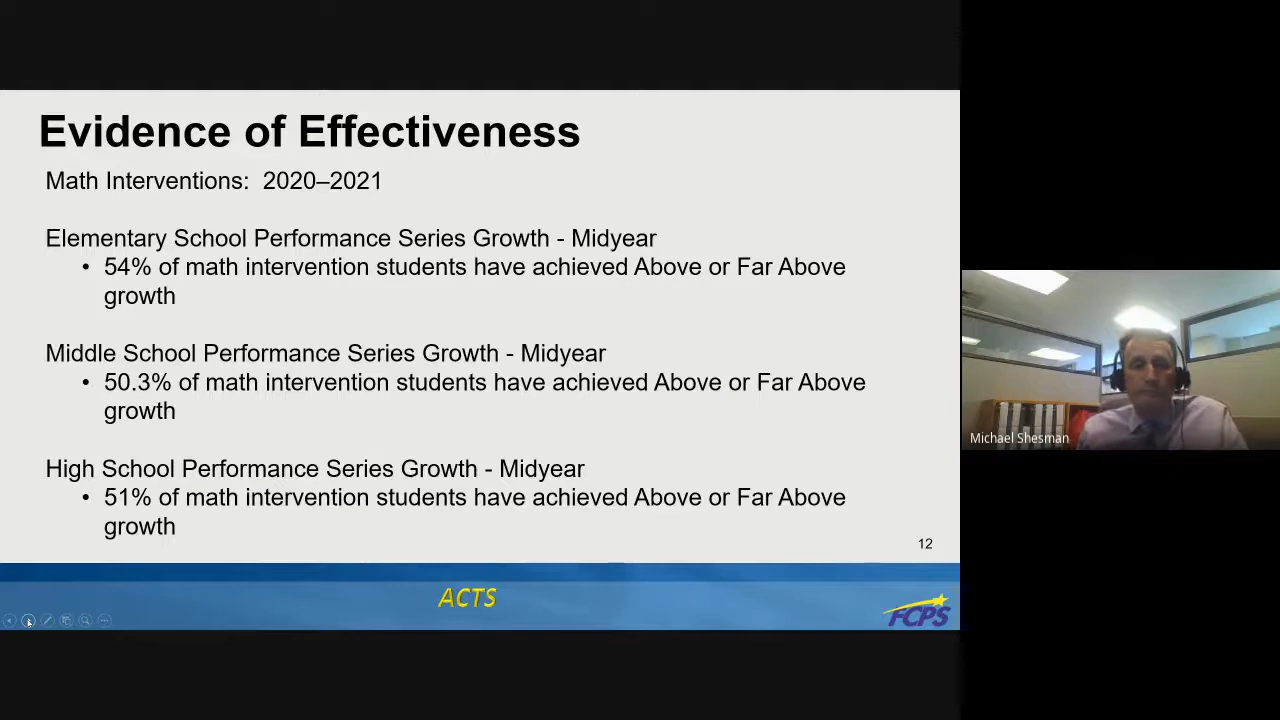 Evidence of Effectiveness
Math Interventions: 2020–2021
Elementary School Performance Series Growth - Midyear
• 54% of math intervention students have achieved Above or Far Above
growth
Middle School Performance Series Growth - Midyear
• 50.3% of math intervention students have achieved Above or Far Above
growth
High School Performance Series Growth - Midyear
• 51% of math intervention students have achieved Above or Far Above
growth
12
ACTS
FCPS
Michael Shesman